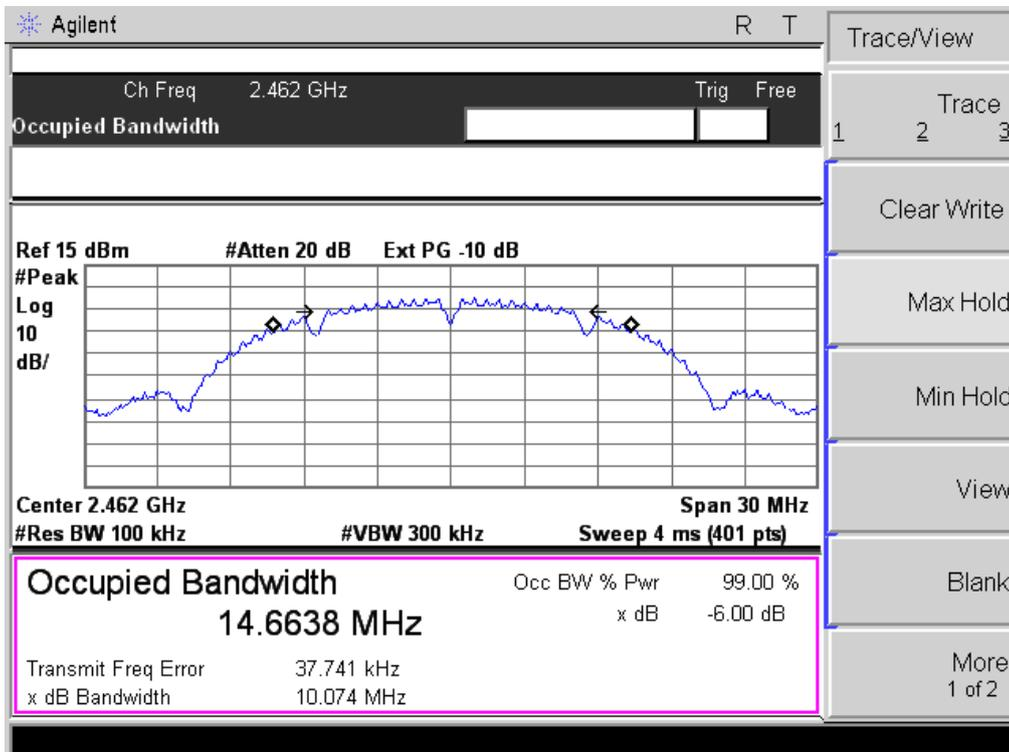 Agilent R T
Trace/View
Ch Freq 2.462 GHz Trig Free
Occupied Bandwidth
Trace
1 2 3
Clear Write
Ref 15 dBm #Atten 20 dB Ext PG -10 dB
#Peak
Log
10
dB/
Max Hold
Min Hold
View
Center 2.462 GHz Span 30 MHz
#Res BW 100 kHz #VBW 300 kHz Sweep 4 ms (401 pts)
Occupied Bandwidth
14.6638 MHz
Occ BW % Pwr 99.00 %
x dB -6.00 dB
Blank
Transmit Freq Error 37.741 kHz
x dB Bandwidth 10.074 MHz
More
1 of 2